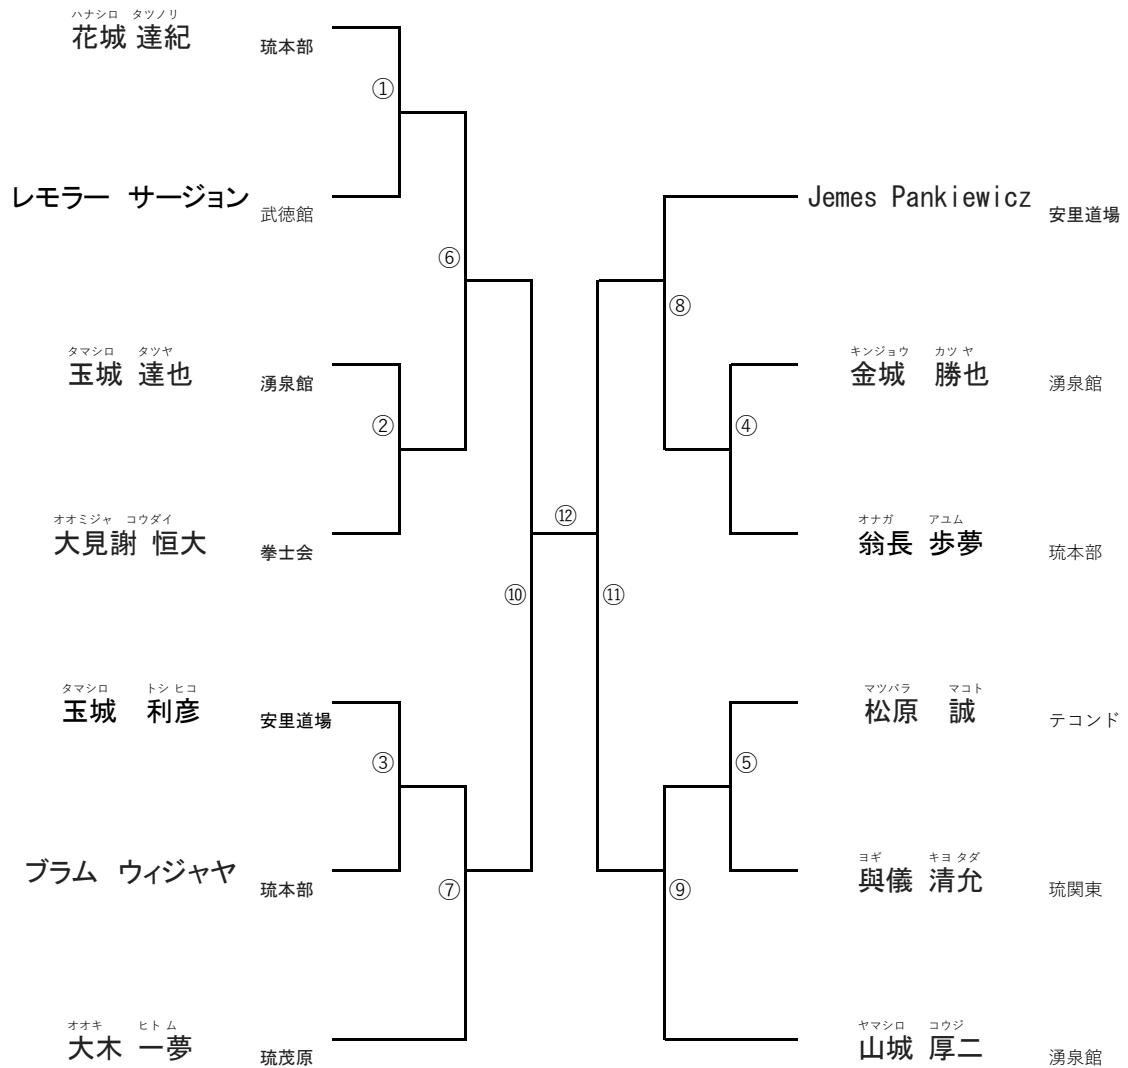 ハナシロ タツノリ
花城 達紀 琉本部
①
レモラー サージョン 武徳館
⑥
タマシロ タツヤ
玉城 達也 湧泉館
②
オオミジャ コウダイ
大見謝 恒大 拳士会
⑫
⑩
タマシロ トシ ヒコ
玉城 利彦 安里道場
③
ブラム ウィジャヤ 琉本部
⑦
オオキ ヒト ム
大木 一夢 琉茂原
Jemes Pankiewicz 安里道場
⑧
キンジョウ カツ ヤ
金城 勝也 湧泉館
④
オナガ アユム
翁長 歩夢 琉本部
⑪
マツバラ マコト
松原 誠 テコンド
⑤
ヨギ キヨ タダ
與儀 清允 琉関東
⑨
ヤマシロ コウジ
山城 厚二 湧泉館